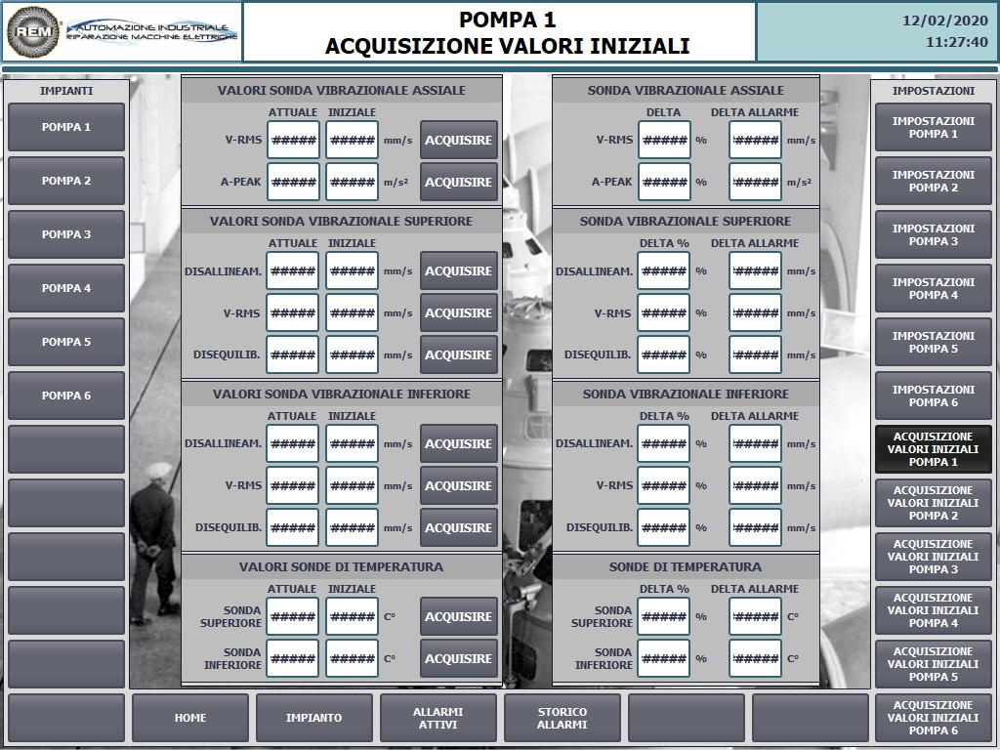 REM
AUTOMAZIONE INDUSTRIALE
RIPARAZIONE MACCHINE ELETTRICHE
POMPA 1
ACQUISIZIONE VALORI INIZIALI
12/02/2020
11:27:40
IMPIANTI
POMPA 1
POMPA 2
POMPA 3
POMPA 4
POMPA 5
POMPA 6
VALORI SONDA VIBRAZIONALE ASSIALE
ATTUALE INIZIALE
V-RMS ##### ##### mm/s ACQUISIRE
A-PEAK ##### ##### m/s² ACQUISIRE
VALORI SONDA VIBRAZIONALE SUPERIORE
ATTUALE INIZIALE
DISALLINEAM. ##### ##### mm/s ACQUISIRE
V-RMS ##### ##### mm/s ACQUISIRE
DISEQUILIB. ##### ##### mm/s ACQUISIRE
VALORI SONDA VIBRAZIONALE INFERIORE
ATTUALE INIZIALE
DISALLINEAM. ##### ##### mm/s ACQUISIRE
V-RMS ##### ##### mm/s ACQUISIRE
DISEQUILIB. ##### ##### mm/s ACQUISIRE
VALORI SONDE DI TEMPERATURA
ATTUALE INIZIALE
SONDA
SUPERIORE ##### ##### C° ACQUISIRE
SONDA
INFERIORE ##### ##### C° ACQUISIRE
SONDA VIBRAZIONALE ASSIALE
DELTA DELTA ALLARME
V-RMS ##### % ##### mm/s
A-PEAK ##### % ##### m/s²
SONDA VIBRAZIONALE SUPERIORE
DELTA % DELTA ALLARME
DISALLINEAM. ##### % ##### mm/s
V-RMS ##### % ##### mm/s
DISEQUILIB. ##### % ##### mm/s
SONDA VIBRAZIONALE INFERIORE
DELTA % DELTA ALLARME
DISALLINEAM. ##### % ##### mm/s
V-RMS ##### % ##### mm/s
DISEQUILIB. ##### % ##### mm/s
SONDE DI TEMPERATURA
DELTA % DELTA ALLARME
SONDA
SUPERIORE ##### % ##### C°
SONDA
INFERIORE ##### % ##### C°
IMPOSTAZIONI
IMPOSTAZIONI
POMPA 1
IMPOSTAZIONI
POMPA 2
IMPOSTAZIONI
POMPA 3
IMPOSTAZIONI
POMPA 4
IMPOSTAZIONI
POMPA 5
IMPOSTAZIONI
POMPA 6
ACQUISIZIONE
VALORI INIZIALI
POMPA 1
ACQUISIZIONE
VALORI INIZIALI
POMPA 2
ACQUISIZIONE
VALORI INIZIALI
POMPA 3
ACQUISIZIONE
VALORI INIZIALI
POMPA 4
ACQUISIZIONE
VALORI INIZIALI
POMPA 5
ACQUISIZIONE
VALORI INIZIALI
POMPA 6
HOME
IMPIANTO
ALLARMI
ATTIVI
STORICO
ALLARMI